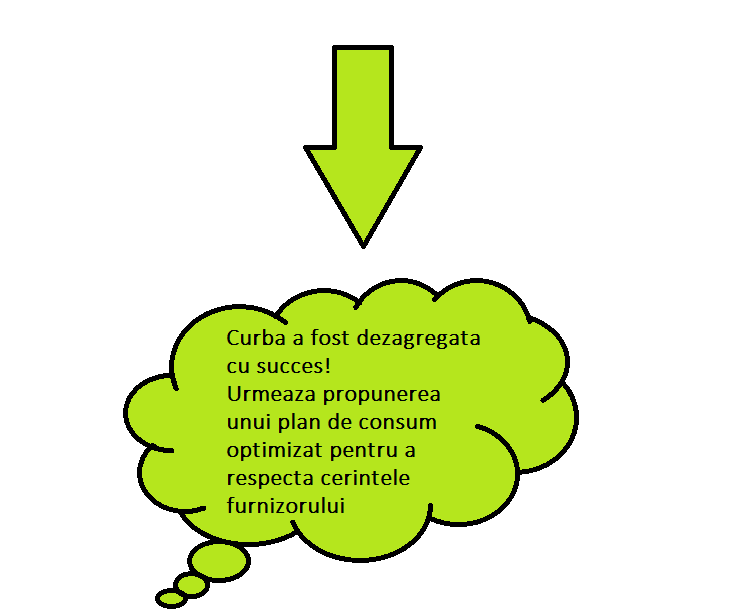 Curba a fost dezagregata
cu succes!
Urmeaza propunerea
unui plan de consum
optimizat pentru a
respecta cerintele
furnizorului